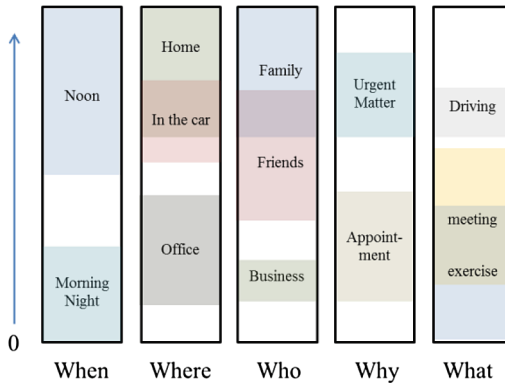 Noon
Morning
Night
Home
In the car
Office
Family
Friends
Business
Urgent
Matter
Appoint-
ment
Driving
meeting
exercise
0
When
Where
Who
Why
What